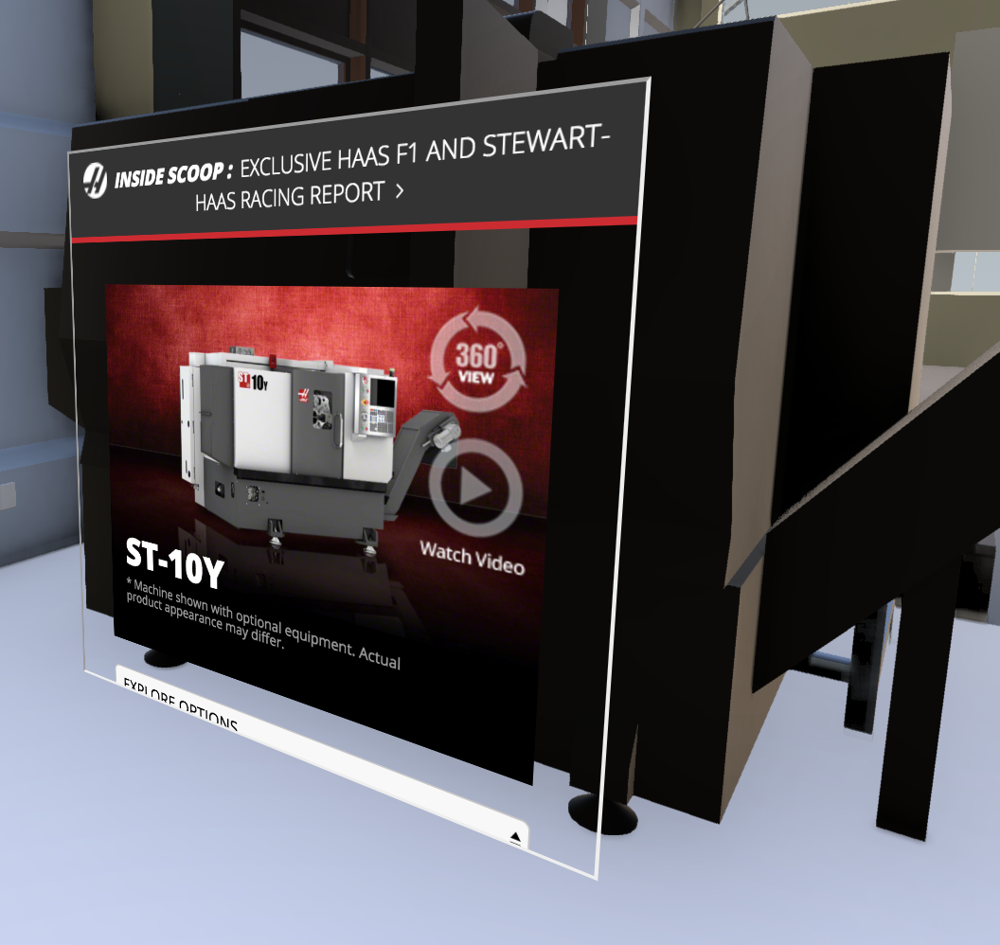 INSIDE SCOOP : EXCLUSIVE HAAS F1 AND STEWART-
HAAS RACING REPORT >
360°
VIEW
ST 10Y
Watch Video
ST-10Y
* Machine shown with optional equipment. Actual
product appearance may differ.
EXPLORE OPTIONS